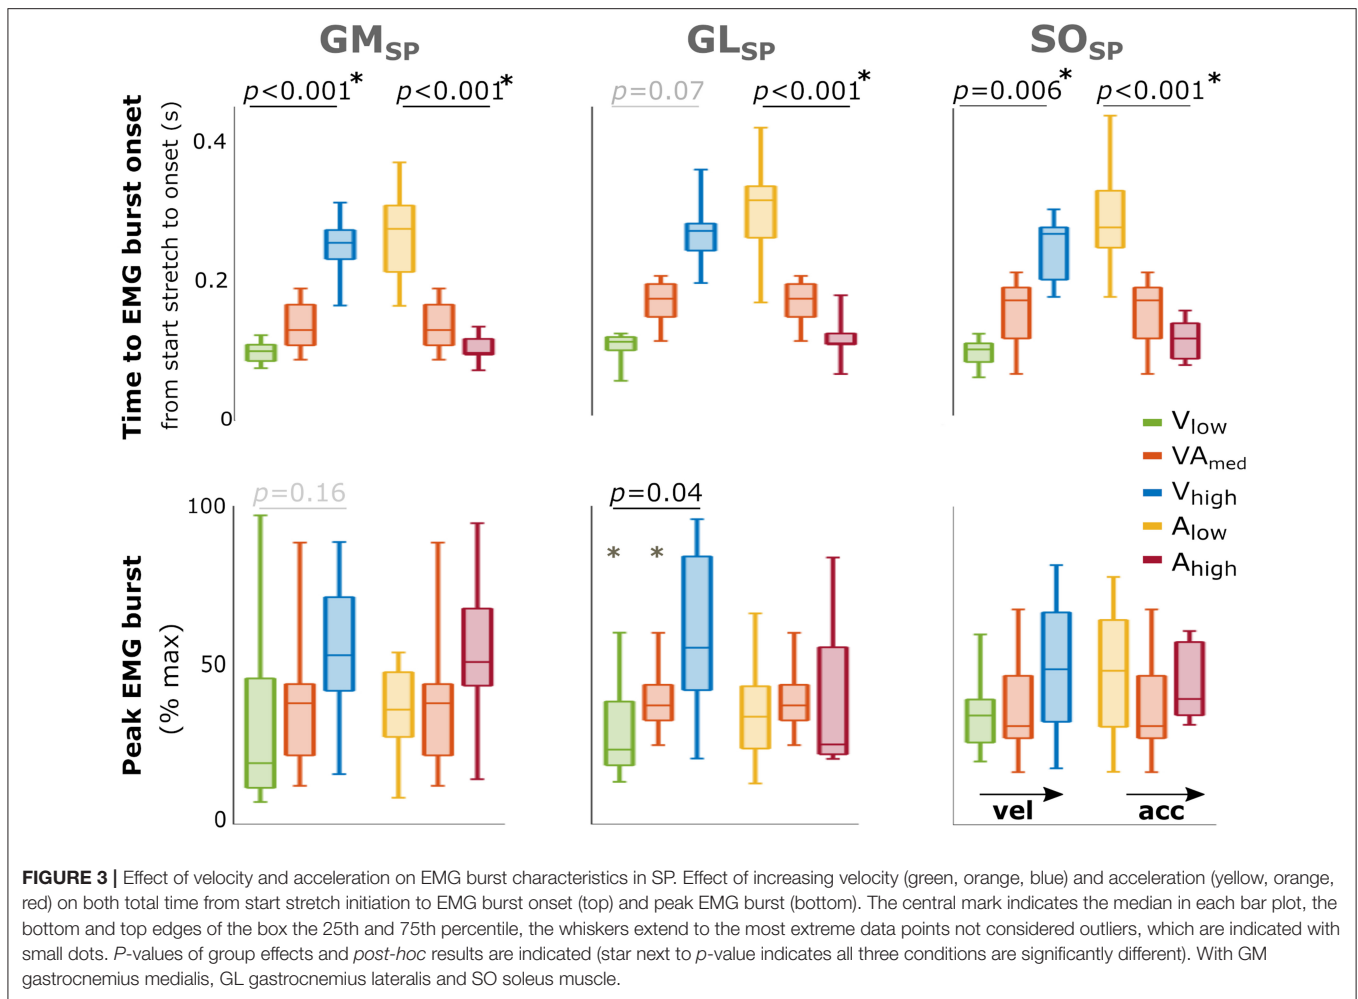 GMSP GLSP SOSP
p<0.001* p<0.001* p=0.07 p<0.001* p=0.006* p<0.001*
Time to EMG burst onset
from start stretch to onset (s)
0.4
0.2
0
Vlow
VAmed
Vhigh
Alow
Ahigh
p=0.16 p=0.04
* *
Peak EMG burst
(% max)
100
50
0
vel acc
FIGURE 3 | Effect of velocity and acceleration on EMG burst characteristics in SP. Effect of increasing velocity (green, orange, blue) and acceleration (yellow, orange,
red) on both total time from start stretch initiation to EMG burst onset (top) and peak EMG burst (bottom). The central mark indicates the median in each bar plot, the
bottom and top edges of the box the 25th and 75th percentile, the whiskers extend to the most extreme data points not considered outliers, which are indicated with
small dots. P-values of group effects and post-hoc results are indicated (star next to p-value indicates all three conditions are significantly different). With GM
gastrocnemius medialis, GL gastrocnemius lateralis and SO soleus muscle.